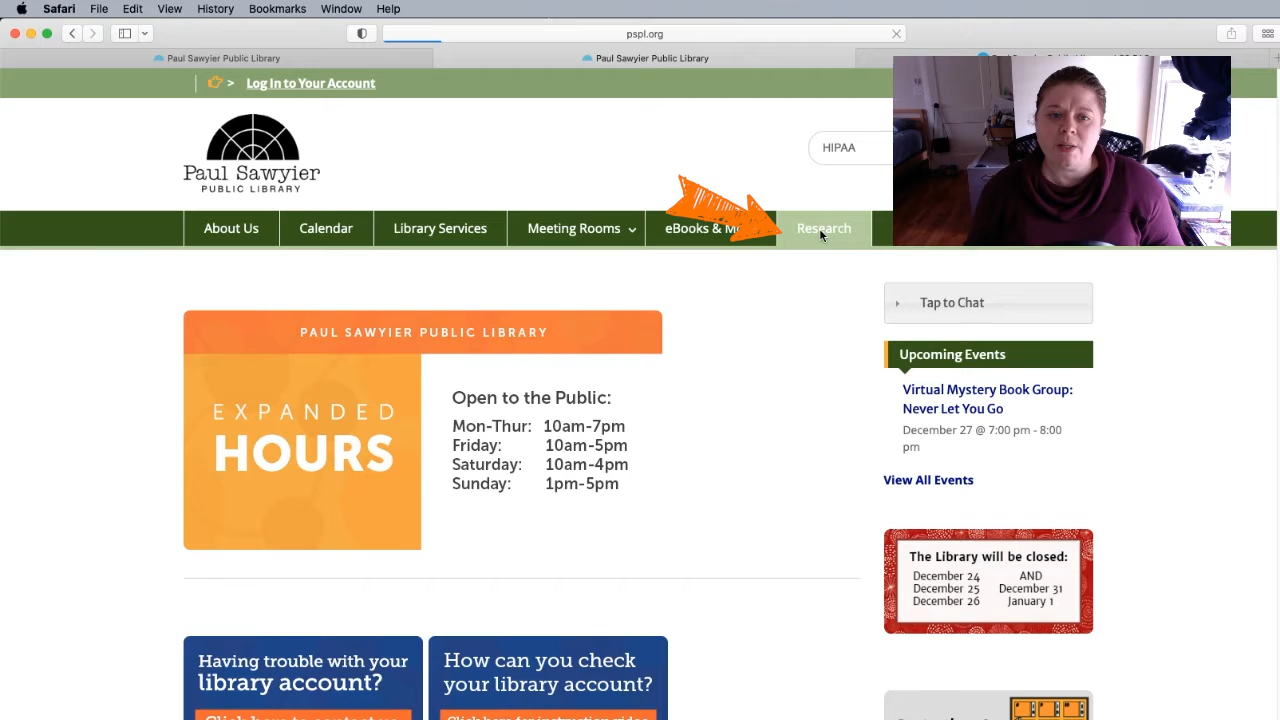 Safari File Edit View History Bookmarks Window Help
pspl.org
Paul Sawyier Public Library
Paul Sawyier Public Library
> Log In to Your Account
Paul Sawyier
PUBLIC LIBRARY
HIPAA
About Us Calendar Library Services Meeting Rooms eBooks & Research
PAUL SAWYIER PUBLIC LIBRARY
EXPANDED
HOURS
Open to the Public:
Mon-Thur: 10am-7pm
Friday: 10am-5pm
Saturday: 10am-4pm
Sunday: 1pm-5pm
Tap to Chat
Upcoming Events
Virtual Mystery Book Group:
Never Let You Go
December 27 @ 7:00 pm - 8:00
pm
View All Events
The Library will be closed:
December 24 AND
December 25 December 31
December 26 January 1
Having trouble with your
library account?
Click here to contact us
How can you check
your library account?
Click here for instruction video